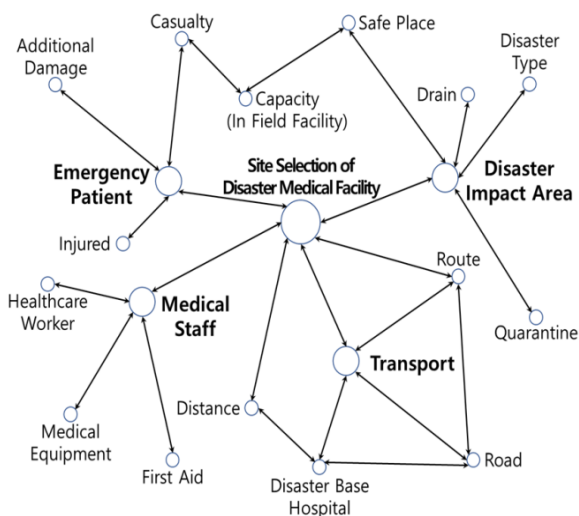 Casualty
Safe Place
Additional
Damage
Disaster
Type
Drain
Capacity
(In Field Facility)
Emergency
Patient
Site Selection of
Disaster Medical Facility
Disaster
Impact Area
Injured
Route
Healthcare
Worker
Medical
Staff
Quarantine
Transport
Distance
Medical
Equipment
First Aid
Disaster Base
Hospital
Road